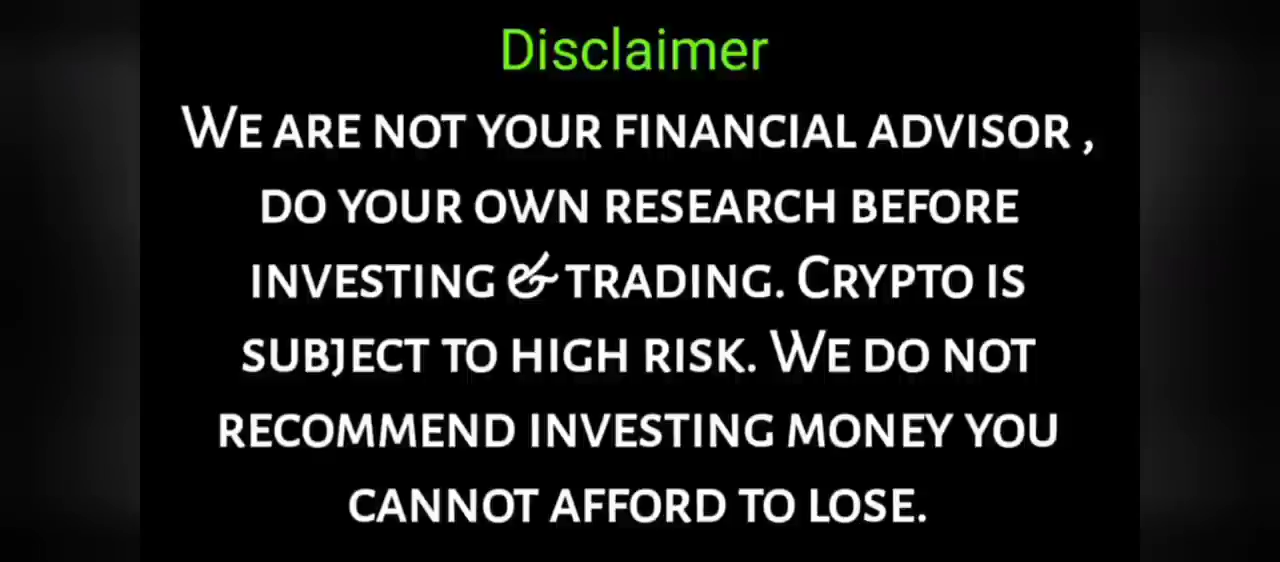 Disclaimer
We are not your financial advisor ,
do your own research before
investing & trading. Crypto is
subject to high risk. We do not
recommend investing money you
cannot afford to lose.